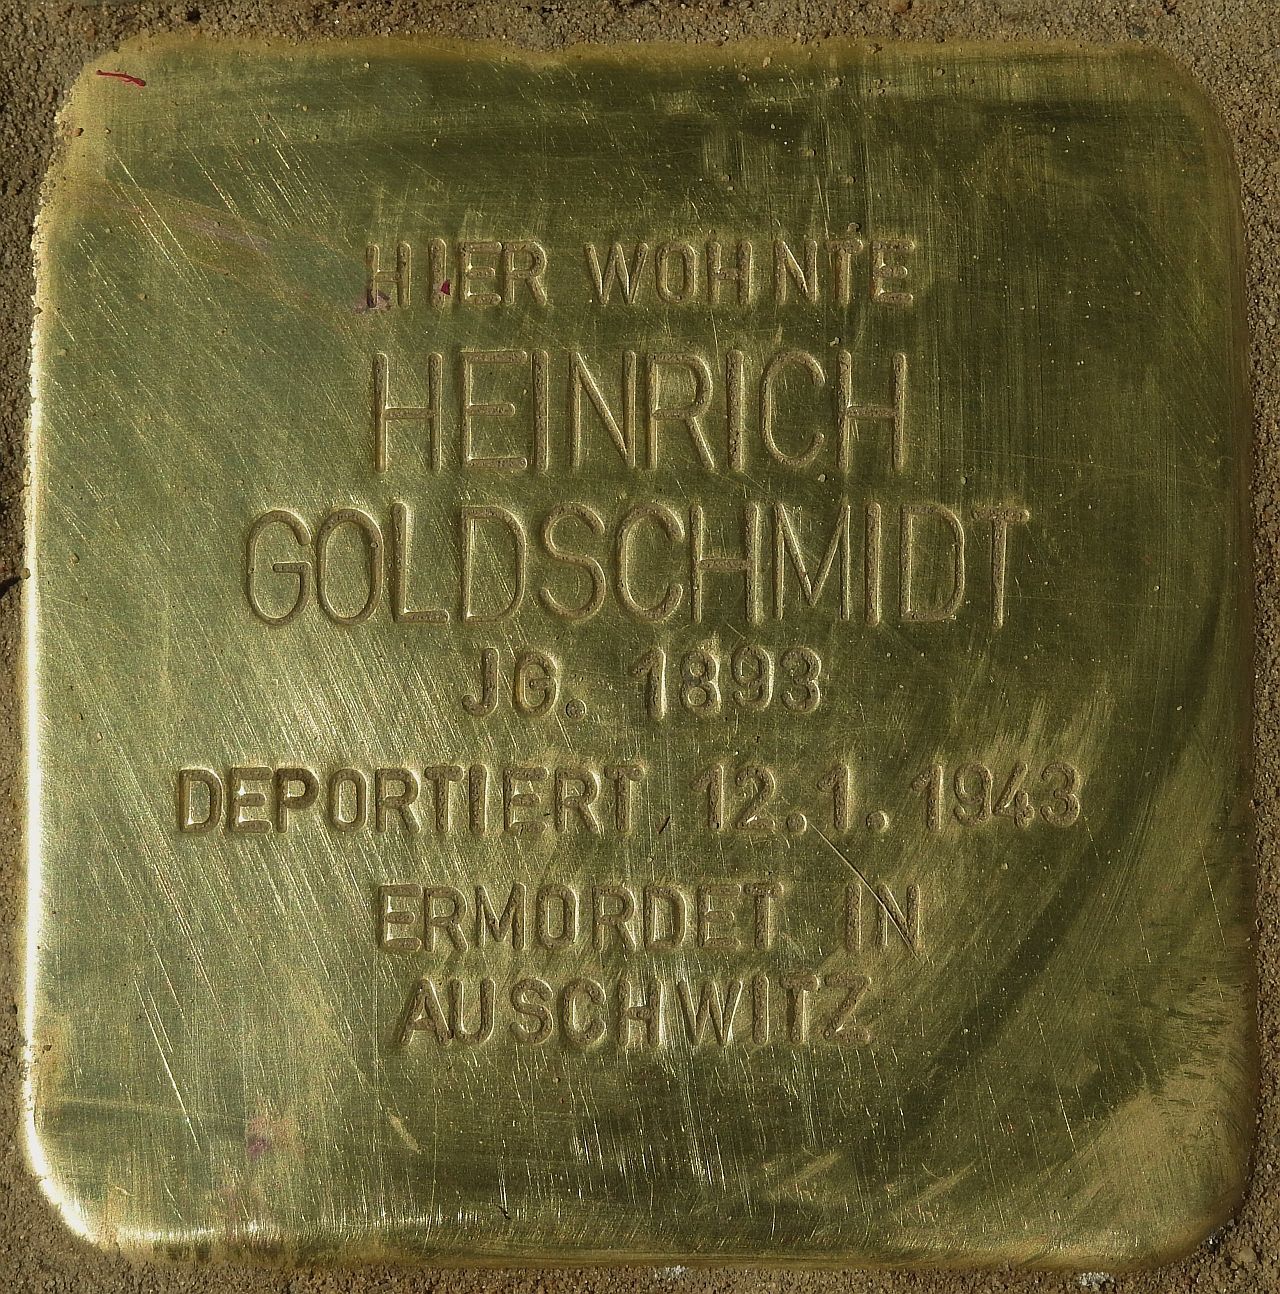 HIER WOHNTE
HEINRICH
GOLDSCHMIDT
JG. 1893
DEPORTIERT 12.1.1943
ERMORDET IN
AUSCHWITZ